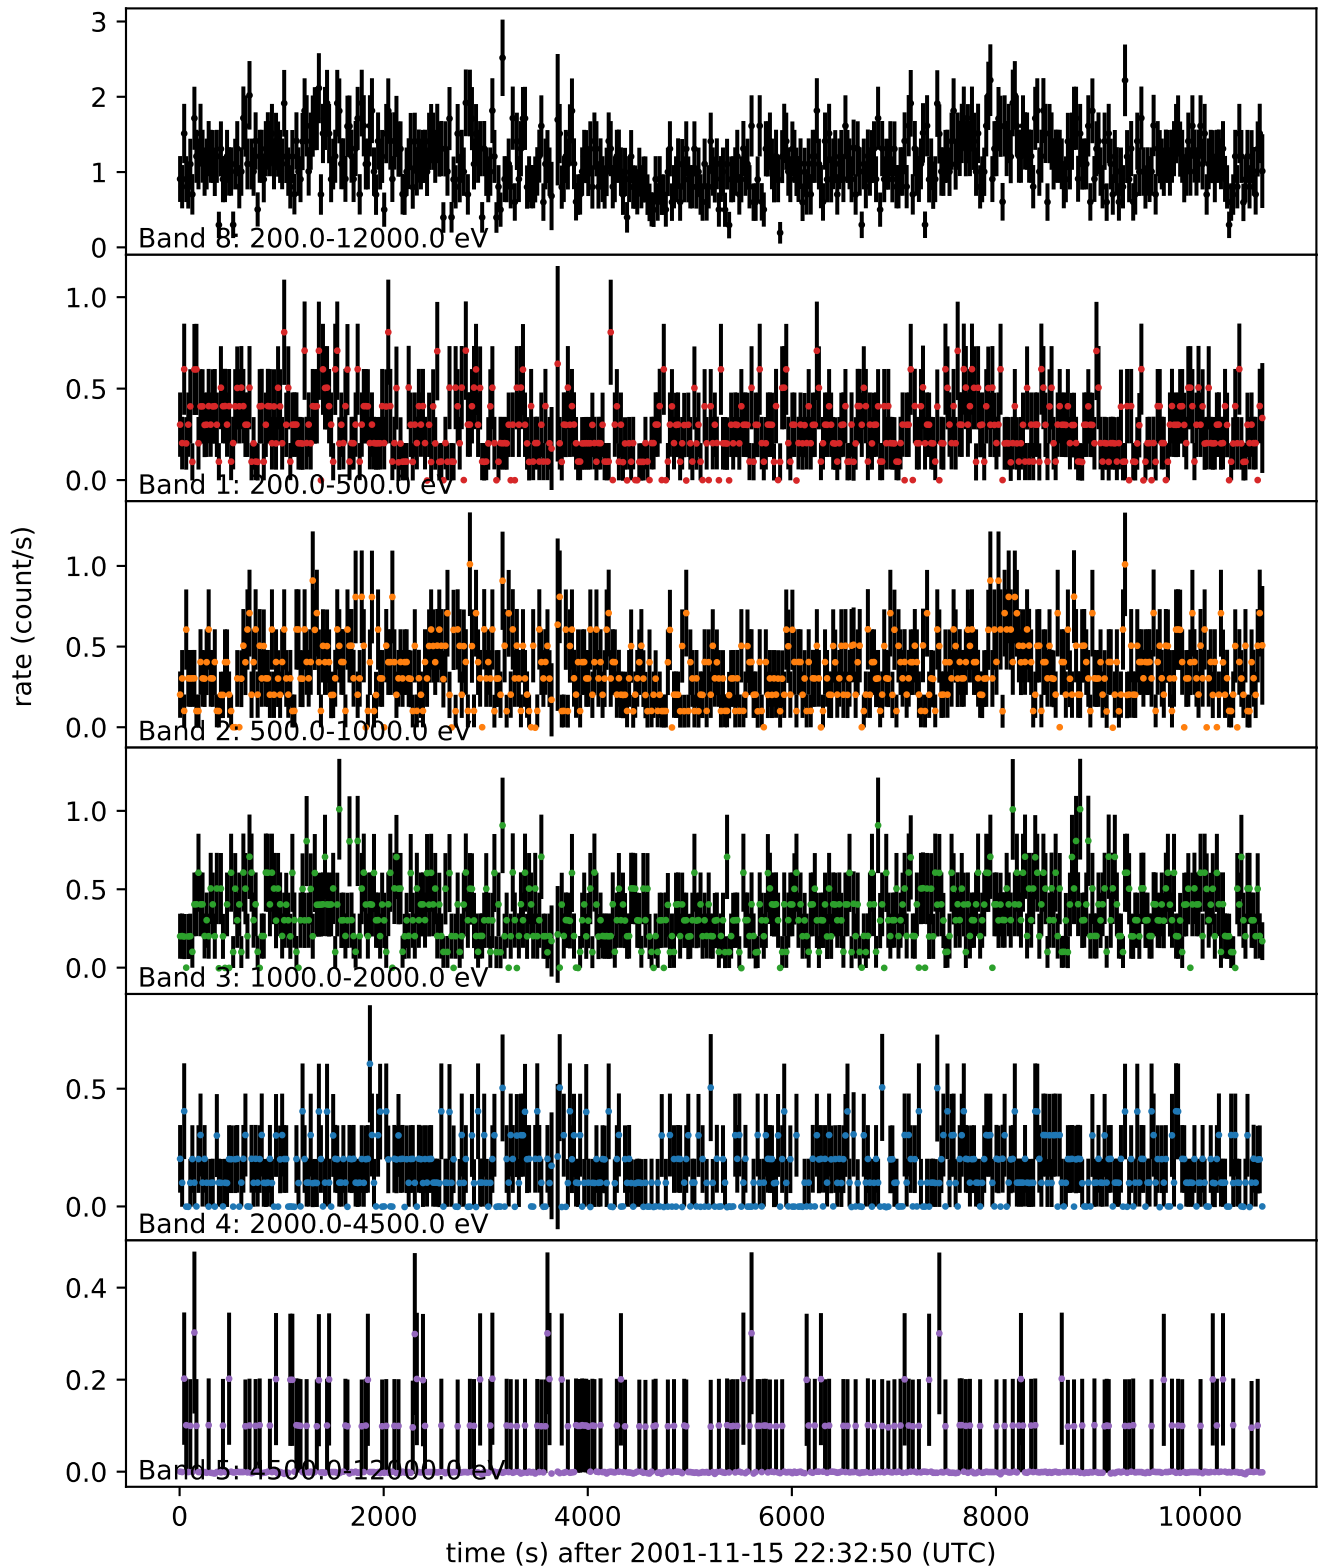 3
2
1
0
Band 8: 200.0-12000.0 eV
1.0
0.5
0.0
Band 1: 200.0-500.0 eV
1.0
0.5
0.0
Band 2: 500.0-1000.0 eV
rate (count/s)
1.0
0.5
0.0
Band 3: 1000.0-2000.0 eV
0.5
0.0
Band 4: 2000.0-4500.0 eV
0.4
0.2
0.0
Band 5: 4500.0-12000.0 eV
0 2000 4000 6000 8000 10000
time (s) after 2001-11-15 22:32:50 (UTC)